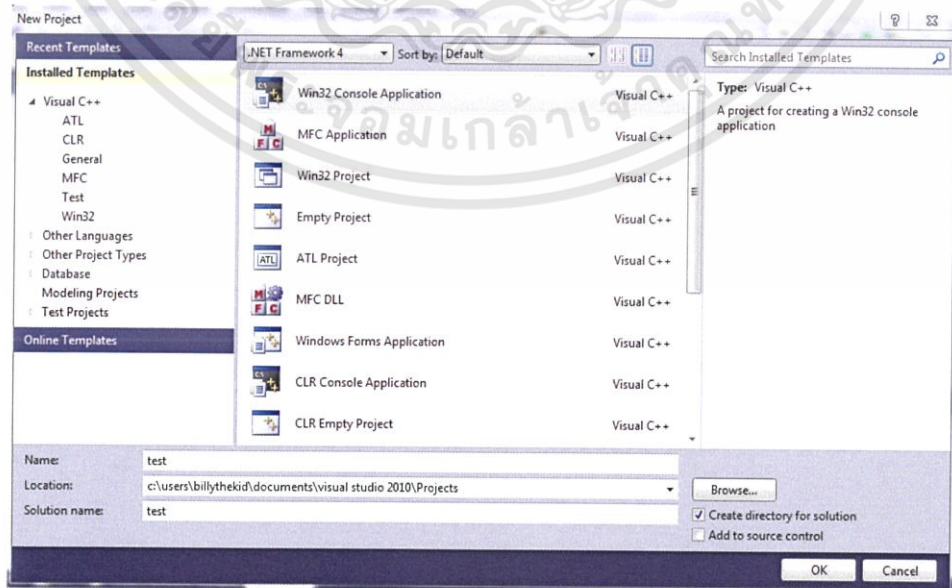 New Project
Recent Templates
.NET Framework 4 Sort by: Default
Search Installed Templates
Installed Templates
Visual C++
ATL
CLR
General
MFC
Test
Win32
Other Languages
Other Project Types
Database
Modeling Projects
Test Projects
Online Templates
Win32 Console Application Visual C++
MFC Application Visual C++
Win32 Project Visual C++
Empty Project Visual C++
ATL Project Visual C++
MFC DLL Visual C++
Windows Forms Application Visual C++
CLR Console Application Visual C++
CLR Empty Project Visual C++
Type: Visual C++
A project for creating a Win32 console
application
Name: test
Location: c:\users\billythekid\documents\visual studio 2010\Projects
Browse...
Solution name: test
Create directory for solution
Add to source control
OK Cancel